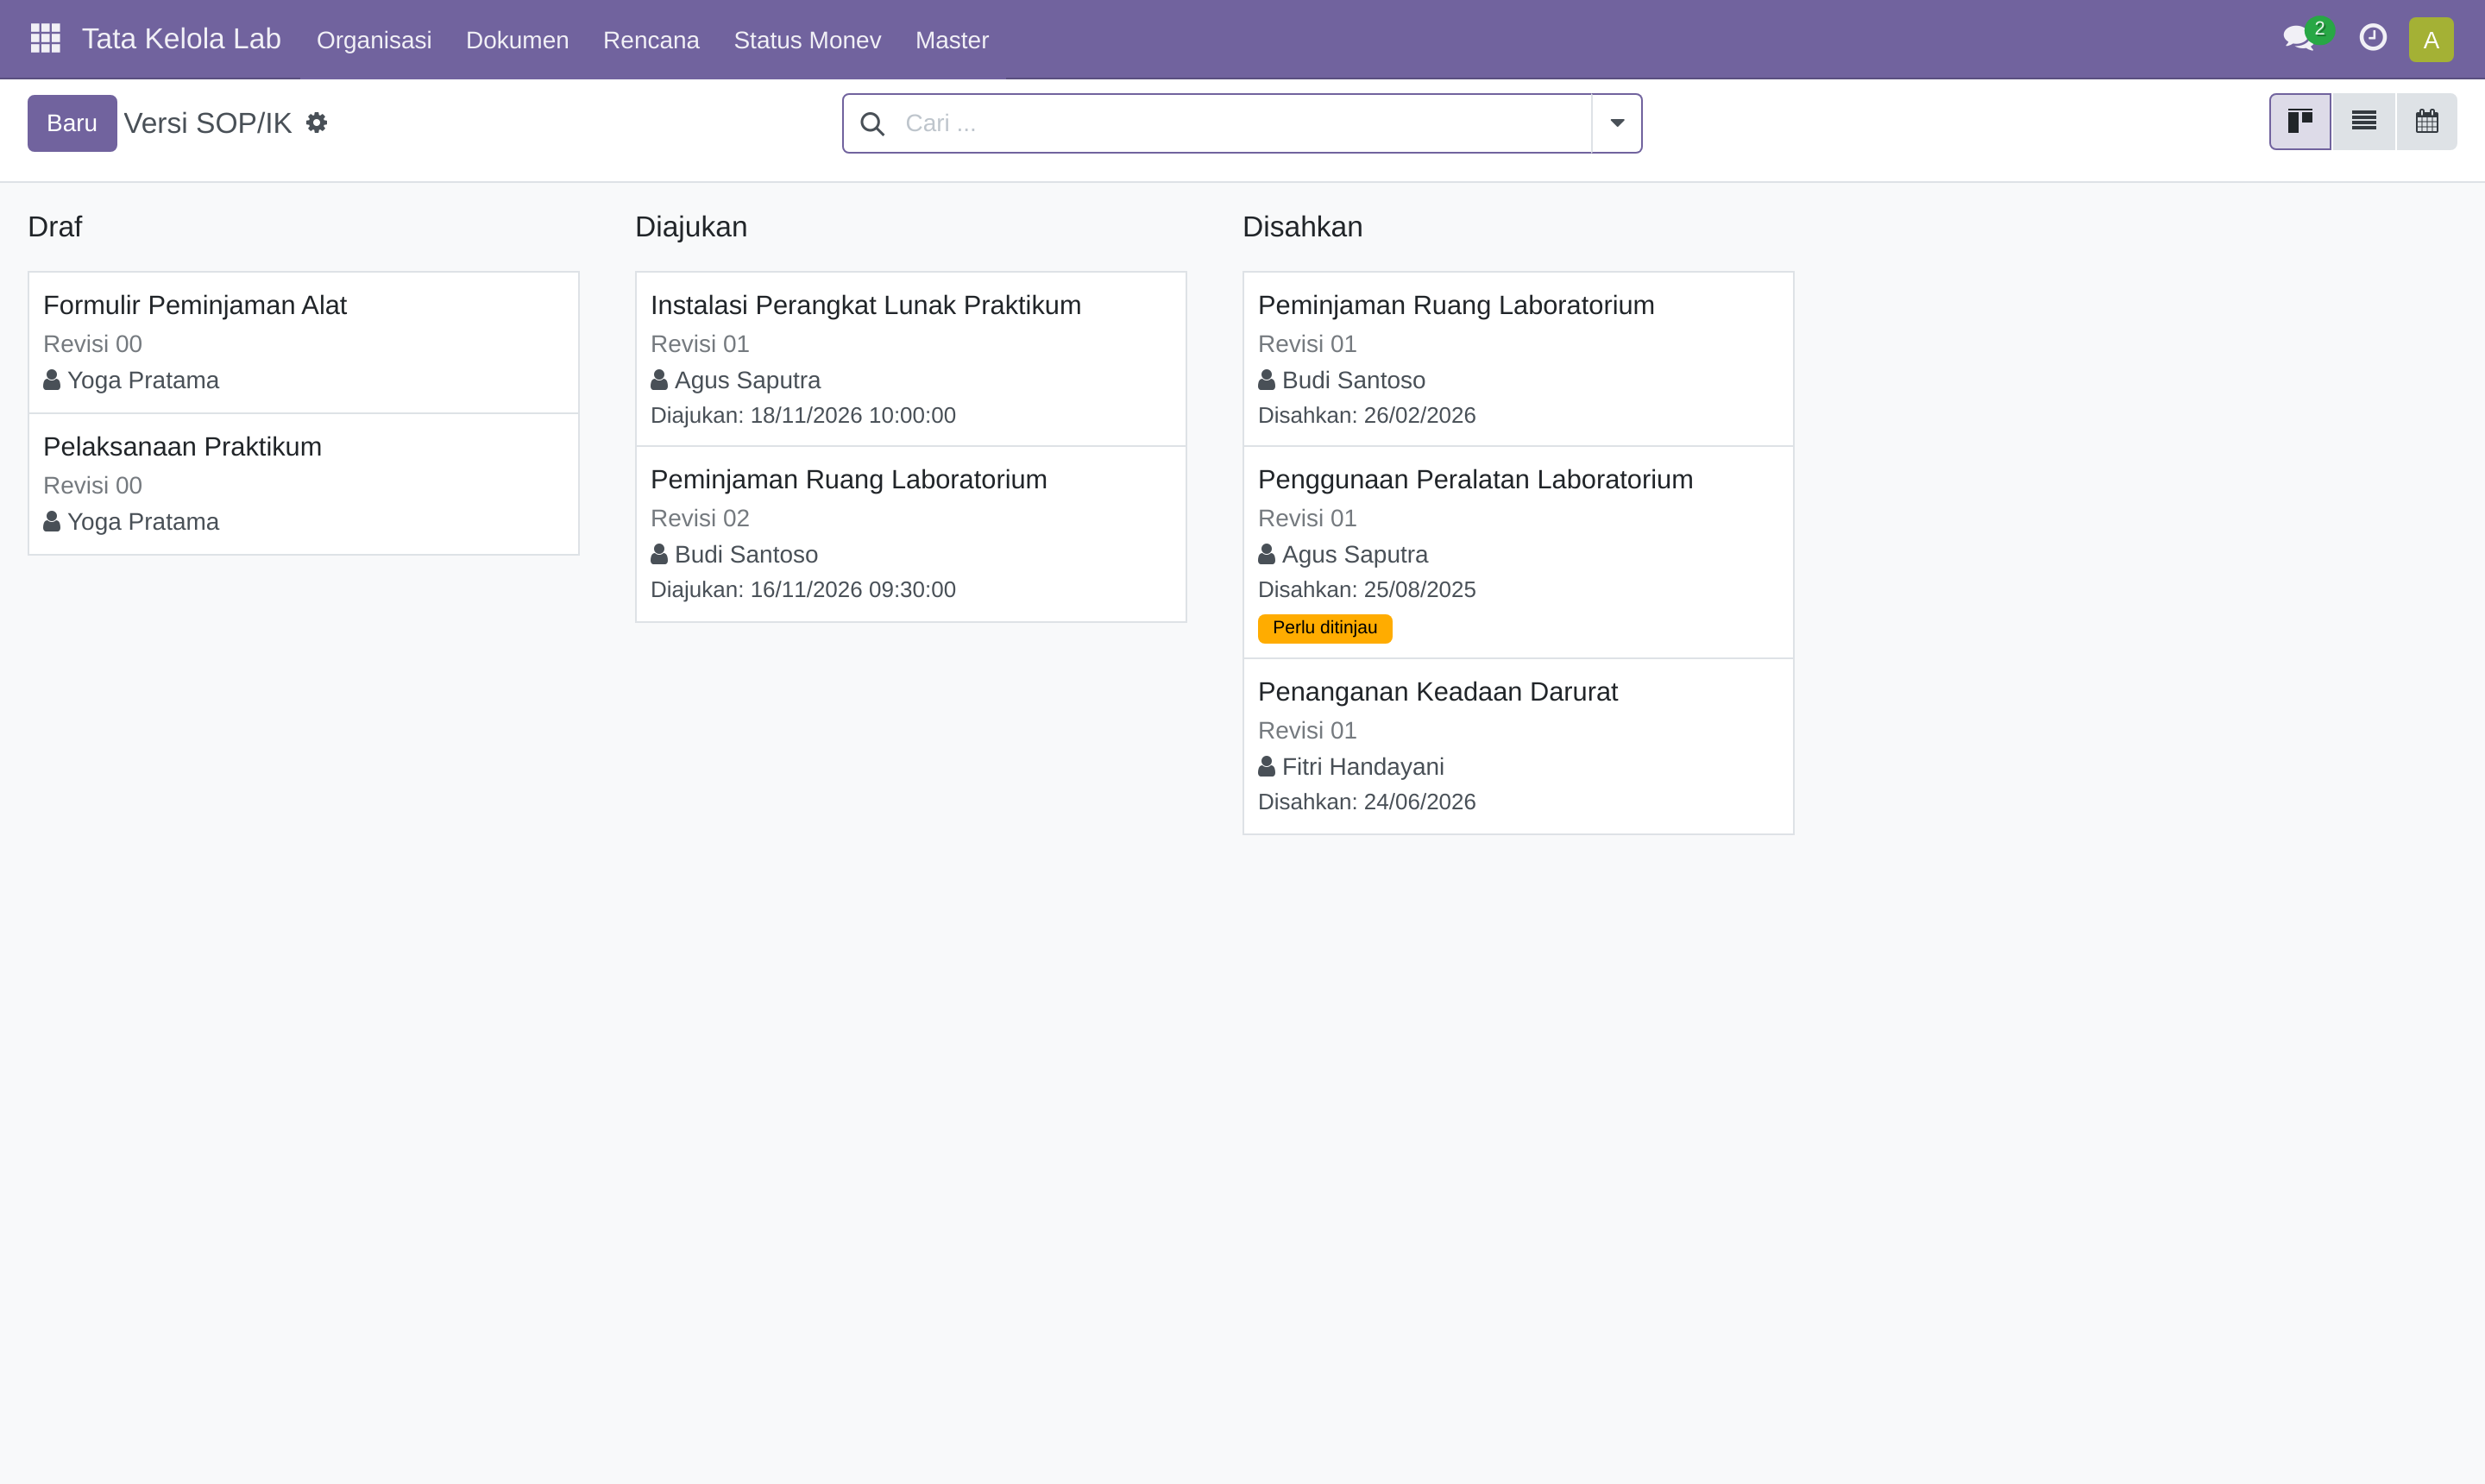 Tata Kelola Lab Organisasi Dokumen Rencana Status Monev Master 2 A
Baru Versi SOP/IK Cari ...
Draf
Formulir Peminjaman Alat
Revisi 00
Yoga Pratama
Pelaksanaan Praktikum
Revisi 00
Yoga Pratama
Diajukan
Instalasi Perangkat Lunak Praktikum
Revisi 01
Agus Saputra
Diajukan: 18/11/2026 10:00:00
Peminjaman Ruang Laboratorium
Revisi 02
Budi Santoso
Diajukan: 16/11/2026 09:30:00
Disahkan
Peminjaman Ruang Laboratorium
Revisi 01
Budi Santoso
Disahkan: 26/02/2026
Penggunaan Peralatan Laboratorium
Revisi 01
Agus Saputra
Disahkan: 25/08/2025
Perlu ditinjau
Penanganan Keadaan Darurat
Revisi 01
Fitri Handayani
Disahkan: 24/06/2026